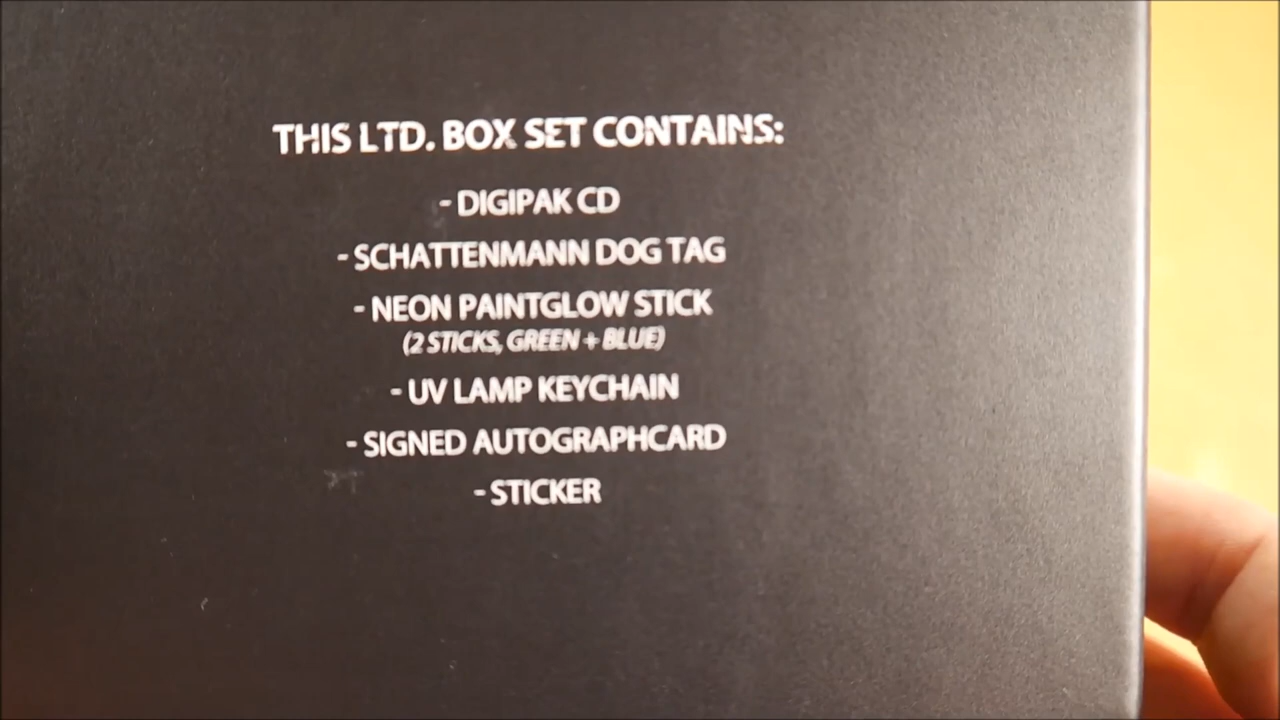 THIS LTD. BOX SET CONTAINS:
- DIGIPAK CD
- SCHATTENMANN DOG TAG
- NEON PAINTGLOW STICK
(2 STICKS, GREEN + BLUE)
- UV LAMP KEYCHAIN
- SIGNED AUTOGRAPHCARD
- STICKER